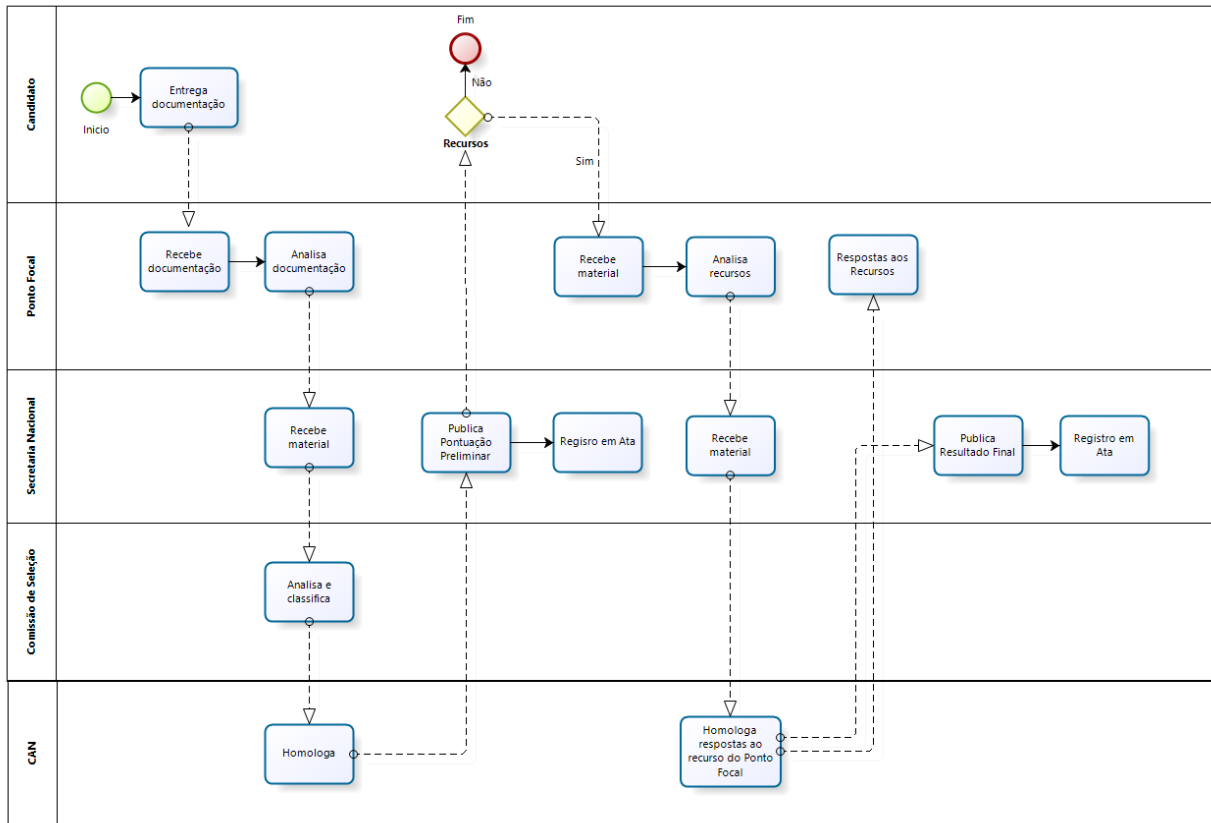 Candidato
Inicio
Entrega
documentação
Fim
Não
Recursos
Sim
Ponto Focal
Recebe
documentação
Analisa
documentação
Recebe
material
Analisa
recursos
Respostas aos
Recursos
Secretaria Nacional
Recebe
material
Publica
Pontuação
Preliminar
Regisro em Ata
Recebe
material
Publica
Resultado Final
Registro em
Ata
Comissão de Seleção
Analisa e
classifica
CAN
Homologa
Homologa
respostas ao
recurso do Ponto
Focal